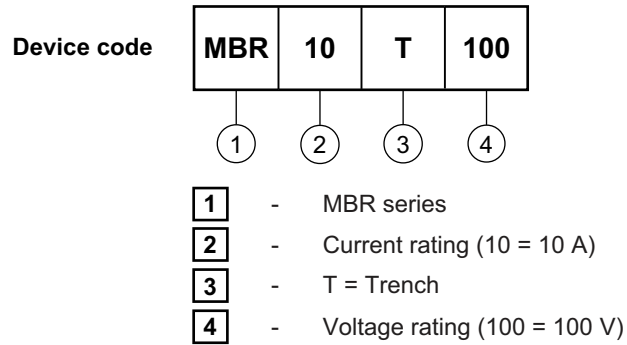 Device code MBR 10 T 100
1 2 3 4
1 - MBR series
2 - Current rating (10 = 10 A)
3 - T = Trench
4 - Voltage rating (100 = 100 V)